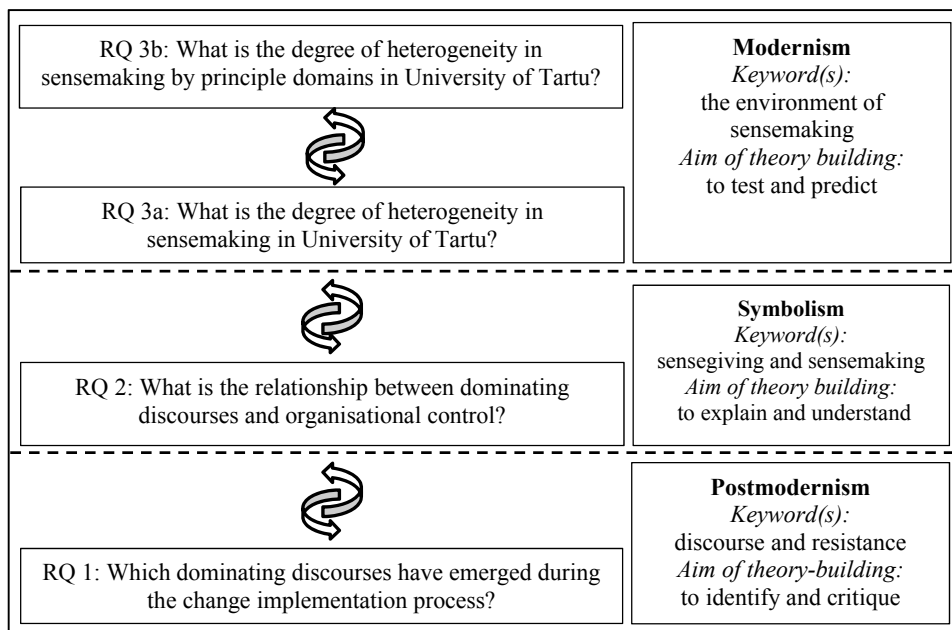 RQ 3b: What is the degree of heterogeneity in
sensemaking by principle domains in University of Tartu?
RQ 3a: What is the degree of heterogeneity in
sensemaking in University of Tartu?
Modernism
Keyword(s):
the environment of
sensemaking
Aim of theory building:
to test and predict
RQ 2: What is the relationship between dominating
discourses and organisational control?
Symbolism
Keyword(s):
sensegiving and sensemaking
Aim of theory building:
to explain and understand
RQ 1: Which dominating discourses have emerged during
the change implementation process?
Postmodernism
Keyword(s):
discourse and resistance
Aim of theory-building:
to identify and critique